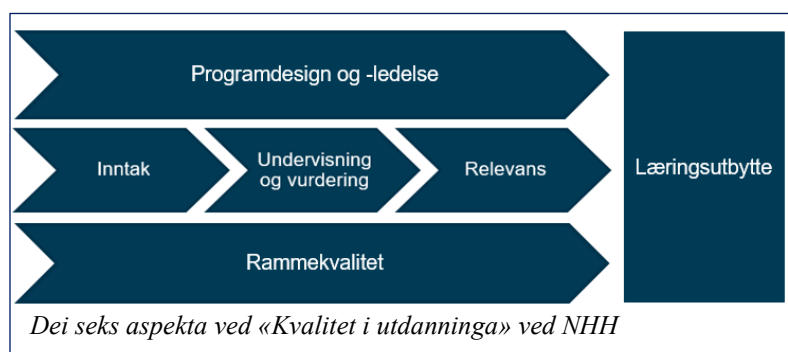 Programdesign og -ledelse
Inntak
Undervisning
og vurdering
Relevans
Læringsutbytte
Rammekvalitet
Dei seks aspekta ved «Kvalitet i utdanninga» ved NHH